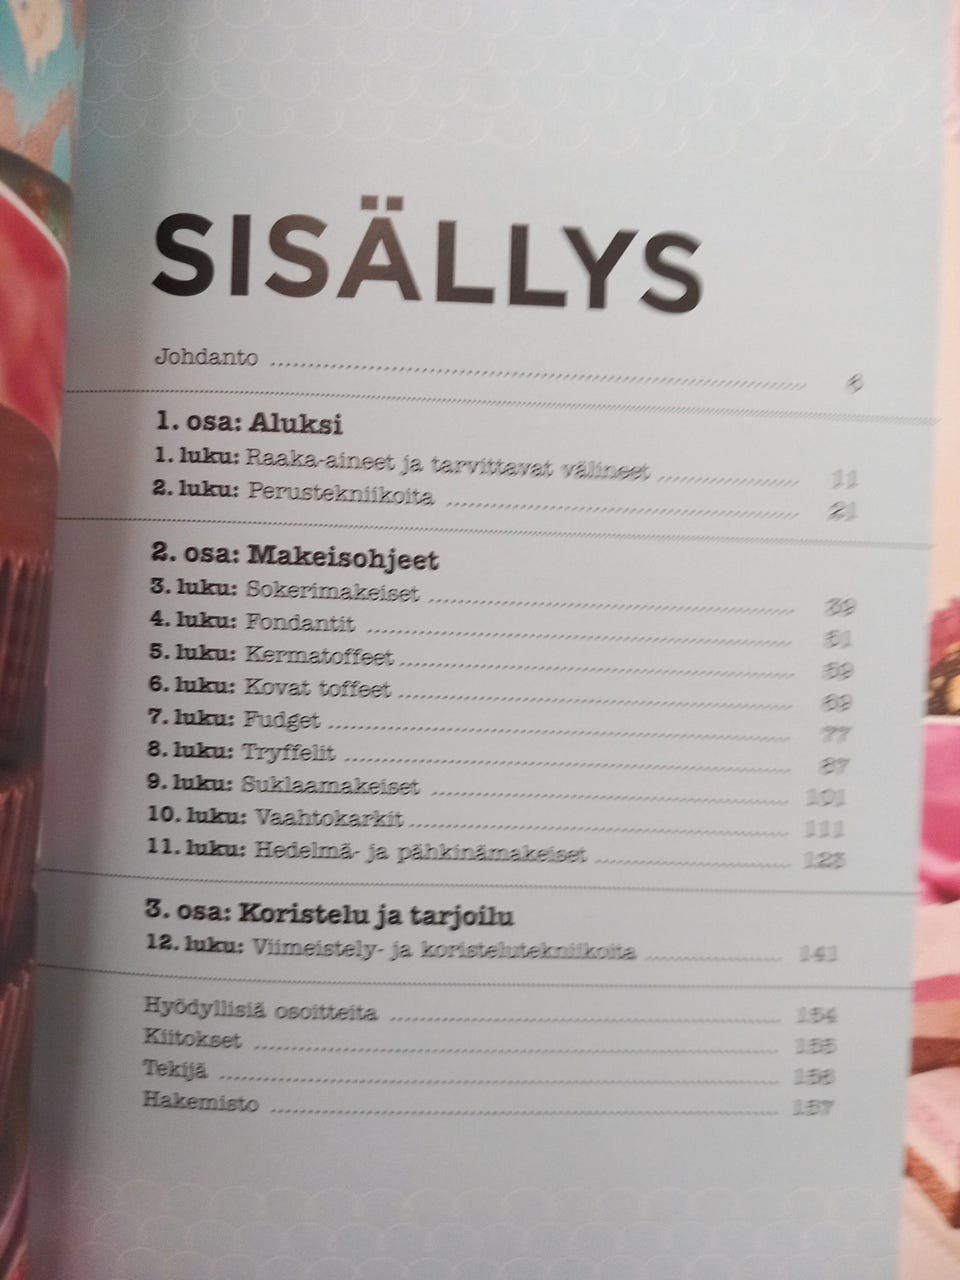 SISÄLLYS
Johdanto ........ 6
1. osa: Aluksi
1. luku: Raaka-aineet ja tarvittavat välineet ........ 11
2. luku: Perustekniikoita ........ 21
2. osa: Makeisohjeet
3. luku: Sokerimakeiset ........ 39
4. luku: Fondantit ........ 51
5. luku: Kermatoffeet ........ 59
6. luku: Kovat toffeet ........ 69
7. luku: Fudget ........ 77
8. luku: Tryffelit ........ 87
9. luku: Suklaamakeiset ........ 101
10. luku: Vaahtokarkit ........ 111
11. luku: Hedelmä- ja pähkinämakeiset ........ 123
3. osa: Koristelu ja tarjoilu
12. luku: Viimeistely- ja koristelutekniikoita ........ 141
Hyödyllisiä osoitteita ........ 154
Kiitokset ........ 155
Tekijä ........ 156
Hakemisto ........ 157